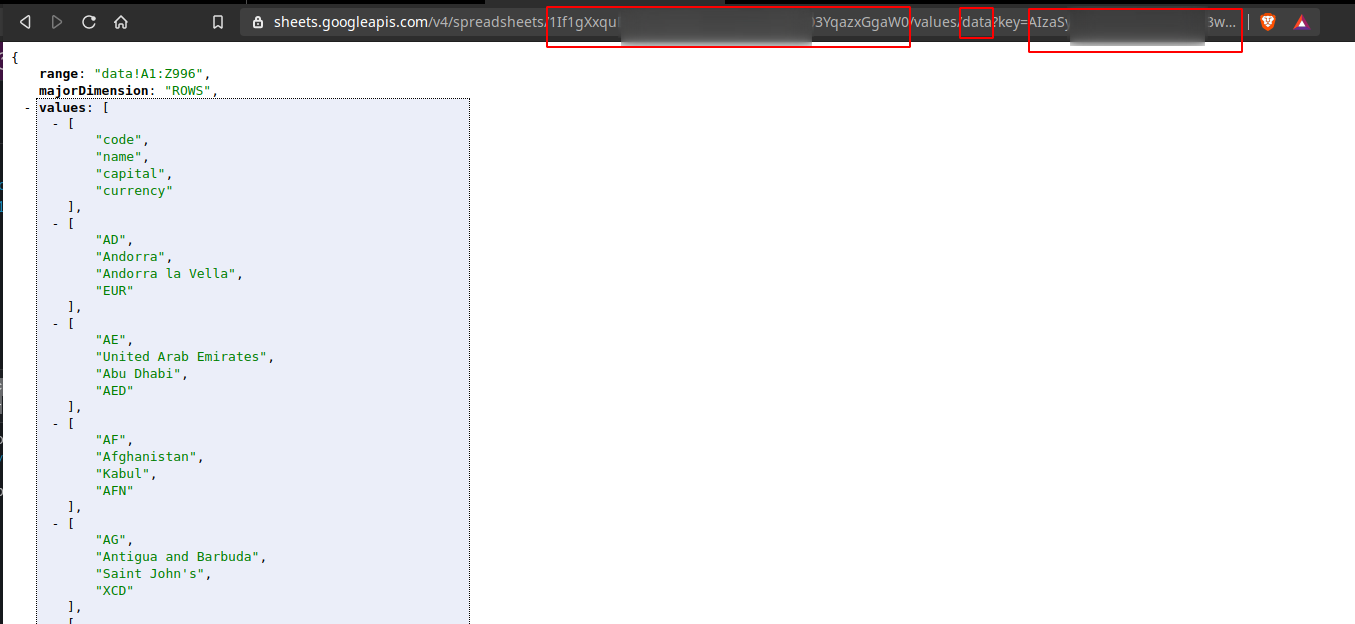 sheets.googleapis.com/v4/spreadsheets/1If1gXxqu 3YqazxGgaW0/values/data?key=AIzaSy 3w...
{
range: "data!A1:Z996",
majorDimension: "ROWS",
- values: [
- [
"code",
"name",
"capital",
"currency"
],
- [
"AD",
"Andorra",
"Andorra la Vella",
"EUR"
],
- [
"AE",
"United Arab Emirates",
"Abu Dhabi",
"AED"
],
- [
"AF",
"Afghanistan",
"Kabul",
"AFN"
],
- [
"AG",
"Antigua and Barbuda",
"Saint John's",
"XCD"
],
[